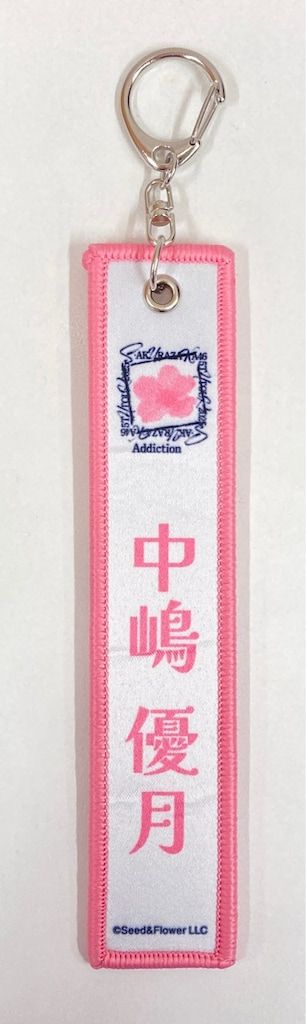 SAKURAZAKA46
Addiction
中嶋優月
©Seed&Flower LLC